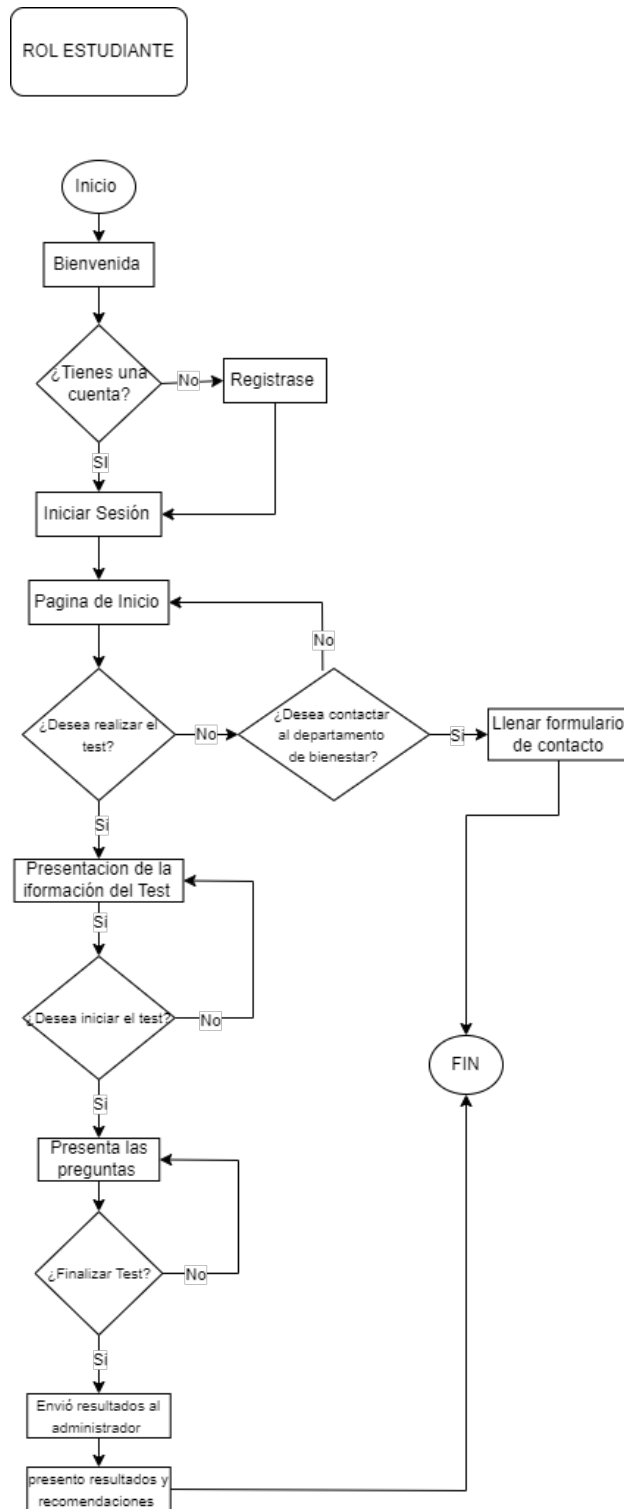 ROL ESTUDIANTE
Inicio
Bienvenida
¿Tienes una
cuenta?
No
Registrase
SI
Iniciar Sesión
Pagina de Inicio
No
¿Desea realizar el
test?
No
¿Desea contactar
al departamento
de bienestar?
Si
Llenar formulario
de contacto
Si
Presentacion de la
iformación del Test
Si
¿Desea iniciar el test?
No
FIN
Si
Presenta las
preguntas
¿Finalizar Test?
No
Si
Envió resultados al
administrador
presento resultados y
recomendaciones